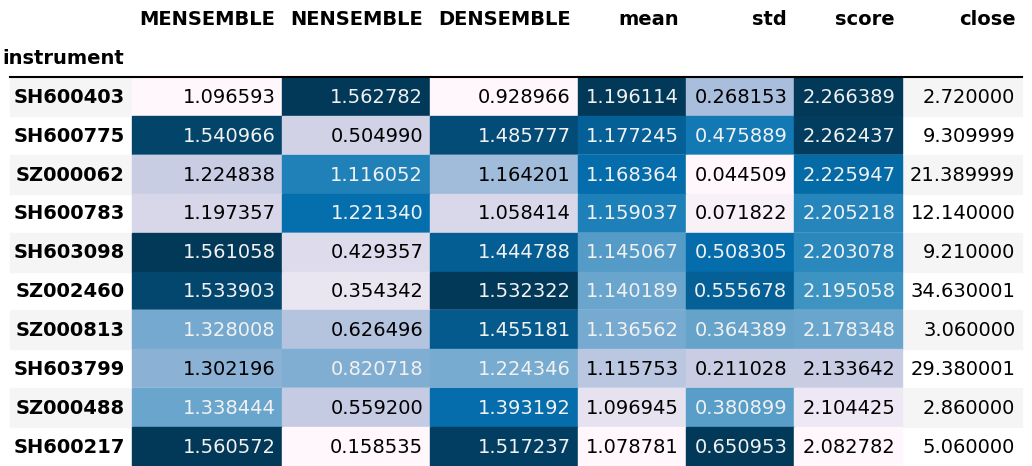 MENSEMBLE NENSEMBLE DENSEMBLE mean std score close
instrument
SH600403 1.096593 1.562782 0.928966 1.196114 0.268153 2.266389 2.720000
SH600775 1.540966 0.504990 1.485777 1.177245 0.475889 2.262437 9.309999
SZ000062 1.224838 1.116052 1.164201 1.168364 0.044509 2.225947 21.389999
SH600783 1.197357 1.221340 1.058414 1.159037 0.071822 2.205218 12.140000
SH603098 1.561058 0.429357 1.444788 1.145067 0.508305 2.203078 9.210000
SZ002460 1.533903 0.354342 1.532322 1.140189 0.555678 2.195058 34.630001
SZ000813 1.328008 0.626496 1.455181 1.136562 0.364389 2.178348 3.060000
SH603799 1.302196 0.820718 1.224346 1.115753 0.211028 2.133642 29.380001
SZ000488 1.338444 0.559200 1.393192 1.096945 0.380899 2.104425 2.860000
SH600217 1.560572 0.158535 1.517237 1.078781 0.650953 2.082782 5.060000